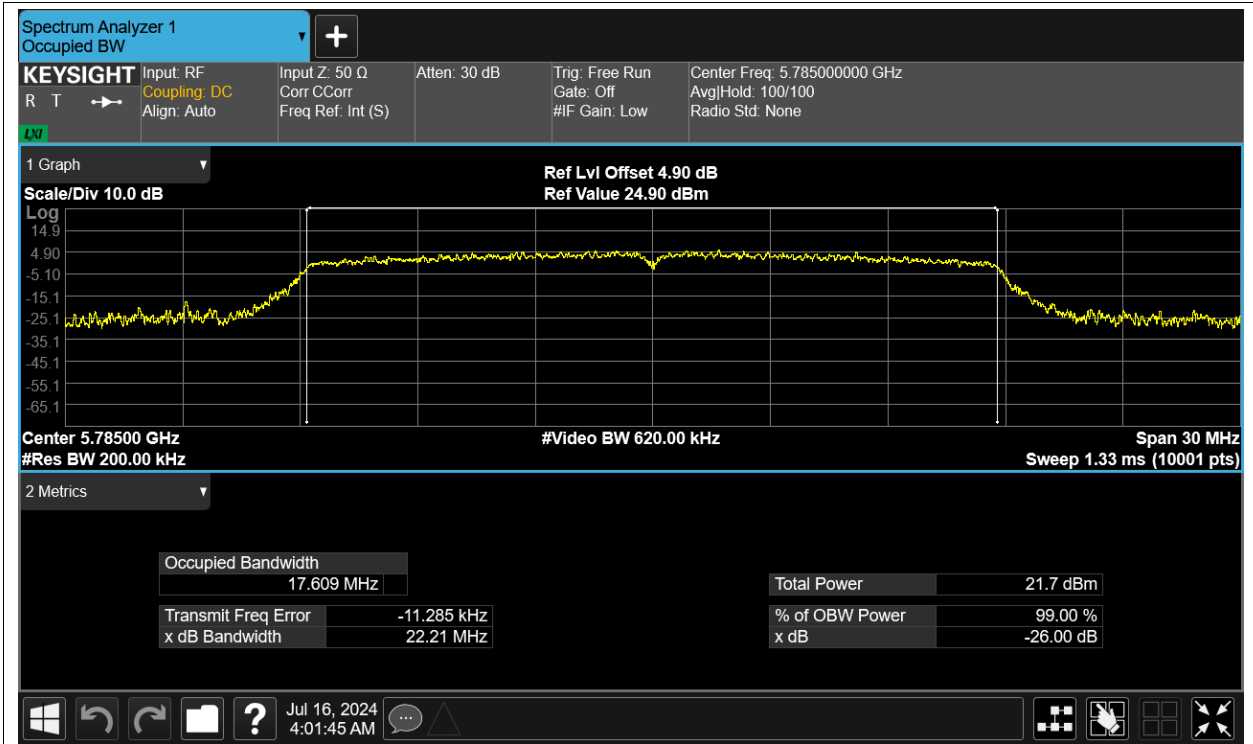 Spectrum Analyzer 1
Occupied BW
+
KEYSIGHT
R T
LXI
Input: RF
Coupling: DC
Align: Auto
Input Z: 50 Ω
Corr CCorr
Freq Ref: Int (S)
Atten: 30 dB
Trig: Free Run
Gate: Off
#IF Gain: Low
Center Freq: 5.785000000 GHz
Avg|Hold: 100/100
Radio Std: None
1 Graph
Scale/Div 10.0 dB
Ref Lvl Offset 4.90 dB
Ref Value 24.90 dBm
Log
14.9
4.90
-5.10
-15.1
-25.1
-35.1
-45.1
-55.1
-65.1
Center 5.78500 GHz
#Res BW 200.00 kHz
#Video BW 620.00 kHz
Span 30 MHz
Sweep 1.33 ms (10001 pts)
2 Metrics
Occupied Bandwidth
17.609 MHz
Transmit Freq Error -11.285 kHz
x dB Bandwidth 22.21 MHz
Total Power 21.7 dBm
% of OBW Power 99.00 %
x dB -26.00 dB
?
Jul 16, 2024
4:01:45 AM